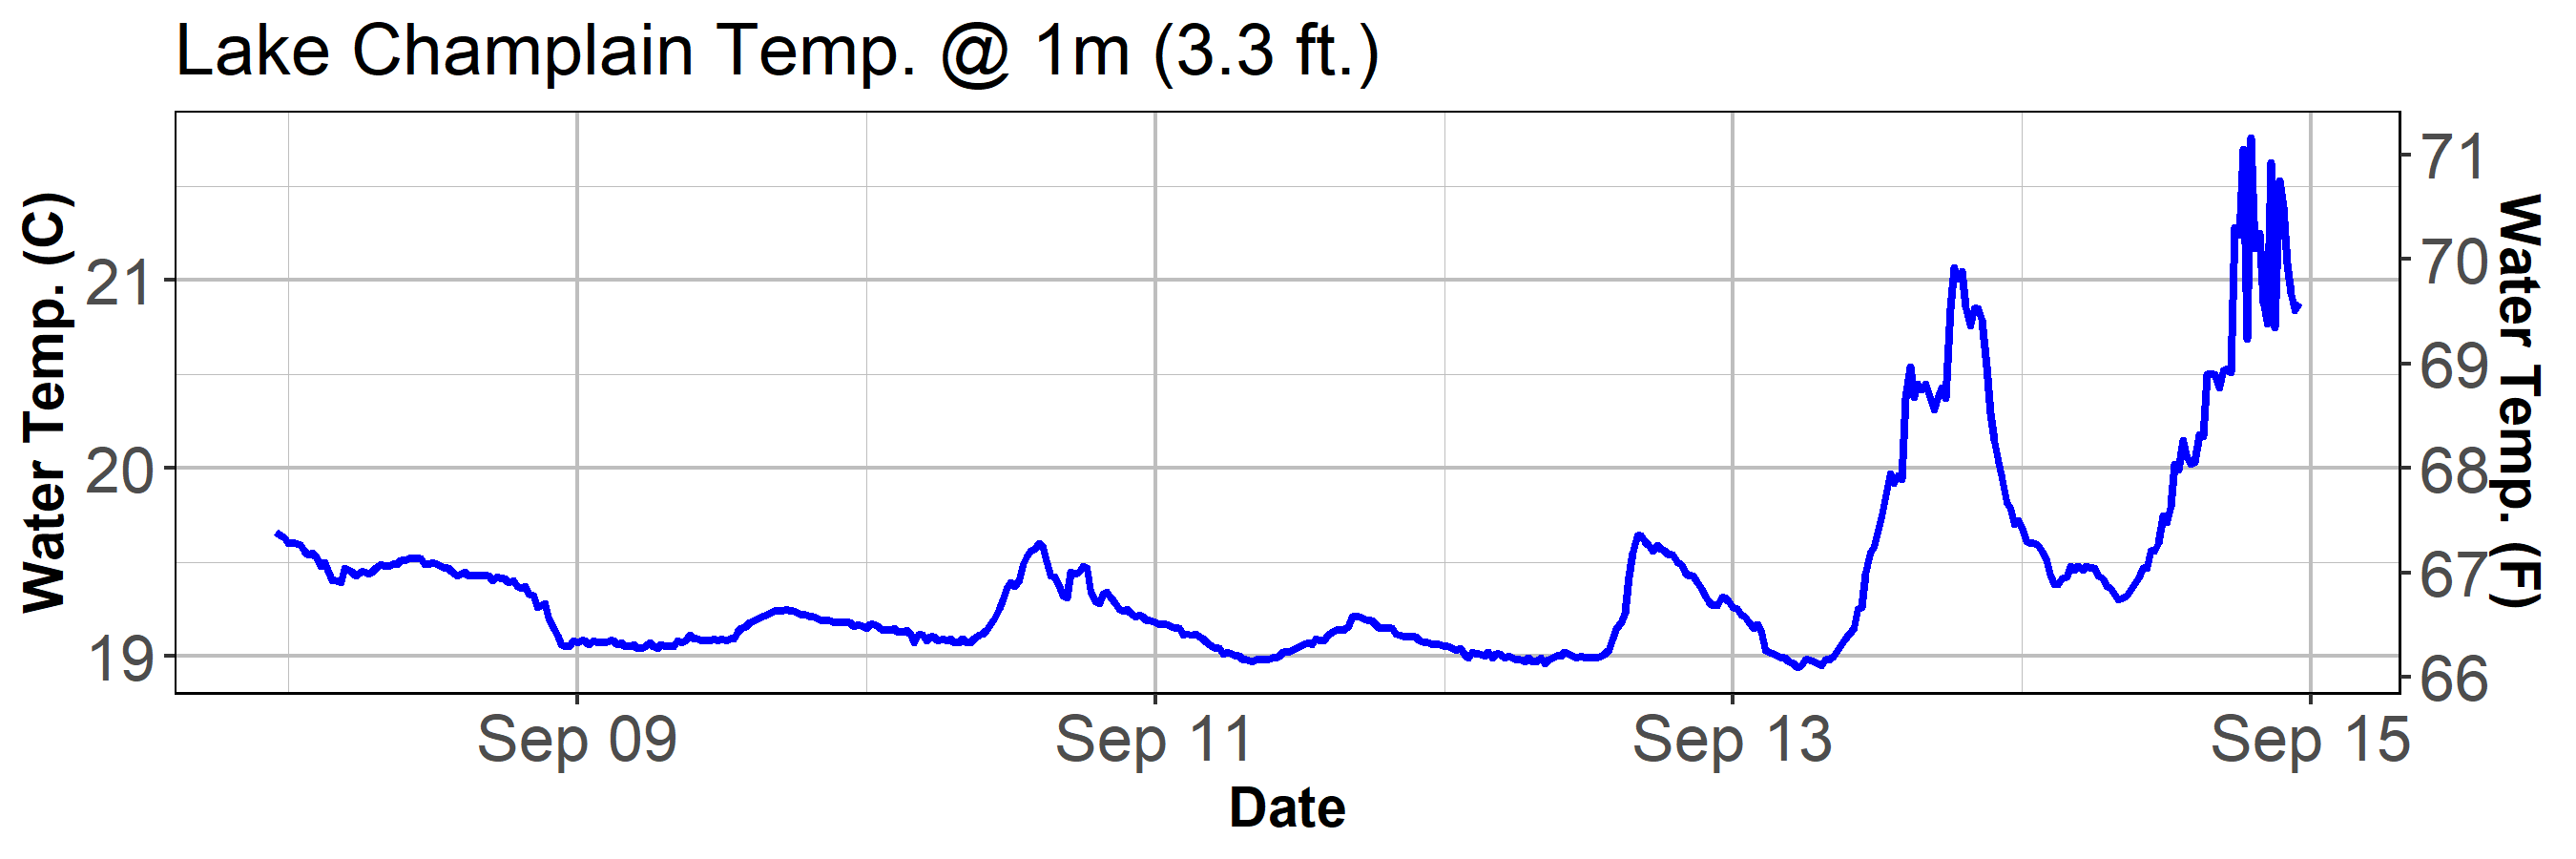 Lake Champlain Temp. @ 1m (3.3 ft.)
Water Temp. (C)
21
20
19
71
70
69
68
67
66
Water Temp. (F)
Sep 09
Sep 11
Sep 13
Sep 15
Date